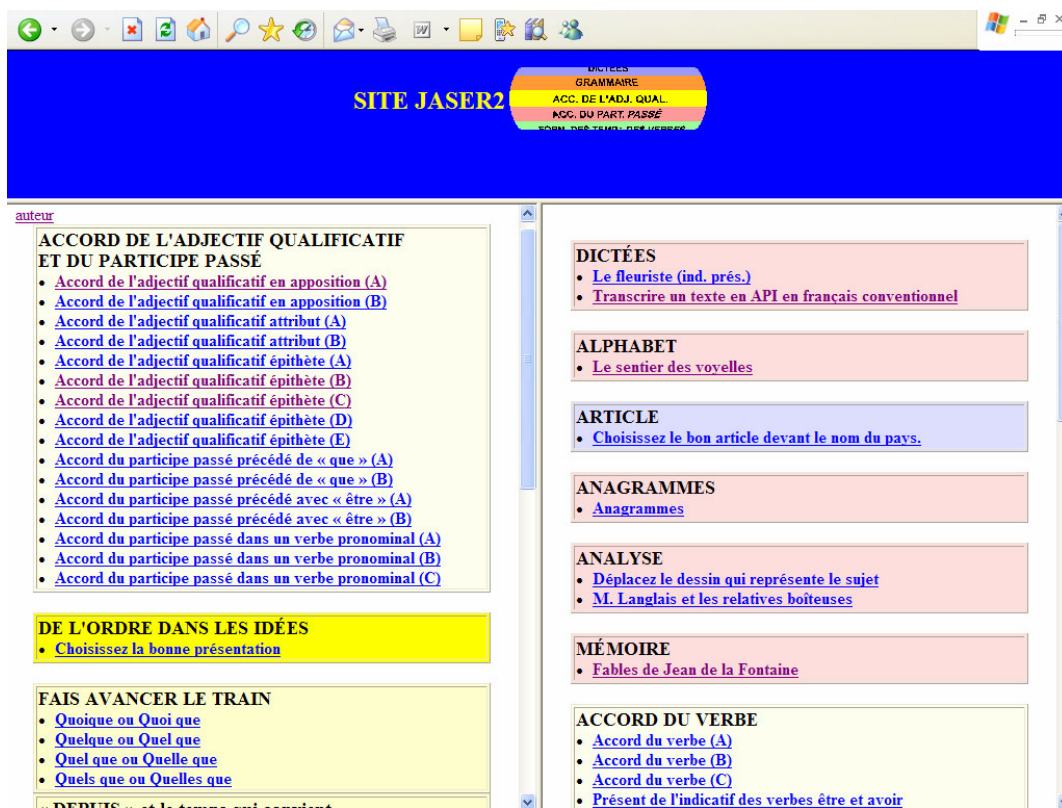 SITE JASER2
DICTÉES
GRAMMAIRE
ACC. DE L'ADJ. QUAL.
ACC. DU PART. PASSÉ
FORM. DES TEMPS DES VERBES
auteur
ACCORD DE L'ADJECTIF QUALIFICATIF
ET DU PARTICIPE PASSÉ
Accord de l'adjectif qualificatif en apposition (A)
Accord de l'adjectif qualificatif en apposition (B)
Accord de l'adjectif qualificatif attribut (A)
Accord de l'adjectif qualificatif attribut (B)
Accord de l'adjectif qualificatif épithète (A)
Accord de l'adjectif qualificatif épithète (B)
Accord de l'adjectif qualificatif épithète (C)
Accord de l'adjectif qualificatif épithète (D)
Accord de l'adjectif qualificatif épithète (E)
Accord du participe passé précédé de « que » (A)
Accord du participe passé précédé de « que » (B)
Accord du participe passé précédé avec « être » (A)
Accord du participe passé précédé avec « être » (B)
Accord du participe passé dans un verbe pronominal (A)
Accord du participe passé dans un verbe pronominal (B)
Accord du participe passé dans un verbe pronominal (C)
DE L'ORDRE DANS LES IDÉES
Choisissez la bonne présentation
FAIS AVANCER LE TRAIN
Quoique ou Quoi que
Quelque ou Quel que
Quel que ou Quelle que
Quels que ou Quelles que
« DEPUIS » et le temps qui convient
DICTÉES
Le fleuriste (ind. prés.)
Transcrire un texte en API en français conventionnel
ALPHABET
Le sentier des voyelles
ARTICLE
Choisissez le bon article devant le nom du pays.
ANAGRAMMES
Anagrammes
ANALYSE
Déplacez le dessin qui représente le sujet
M. Langlais et les relatives boîteuses
MÉMOIRE
Fables de Jean de la Fontaine
ACCORD DU VERBE
Accord du verbe (A)
Accord du verbe (B)
Accord du verbe (C)
Présent de l'indicatif des verbes être et avoir